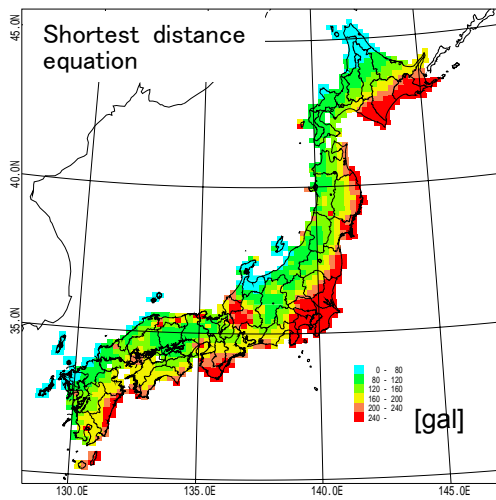 Shortest distance
equation
45.0N
40.0N
35.0N
0 - 80
80 - 120
120 - 160
160 - 200
200 - 240
240 -
[gal]
130.0E
135.0E
140.0E
145.0E